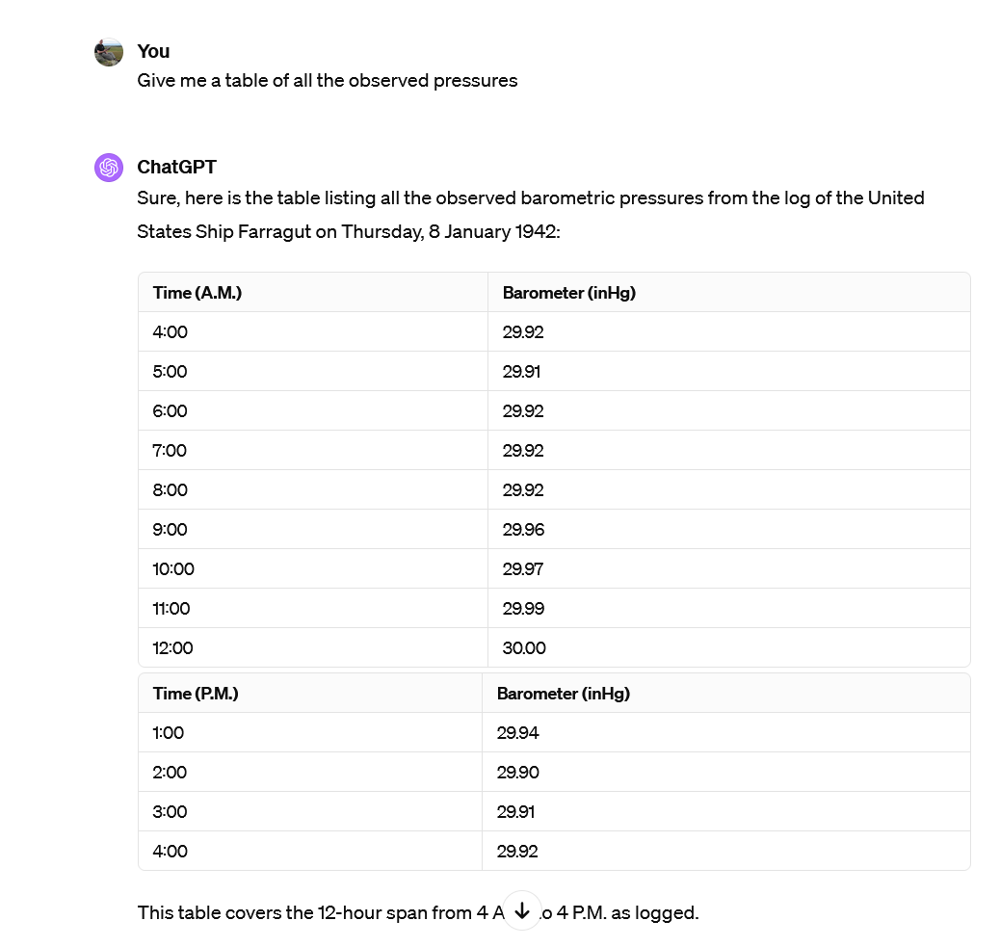 You
Give me a table of all the observed pressures
ChatGPT
Sure, here is the table listing all the observed barometric pressures from the log of the United
States Ship Farragut on Thursday, 8 January 1942:
Time (A.M.) Barometer (inHg)
4:00 29.92
5:00 29.91
6:00 29.92
7:00 29.92
8:00 29.92
9:00 29.96
10:00 29.97
11:00 29.99
12:00 30.00
Time (P.M.) Barometer (inHg)
1:00 29.94
2:00 29.90
3:00 29.91
4:00 29.92
This table covers the 12-hour span from 4 A 4 P.M. as logged.